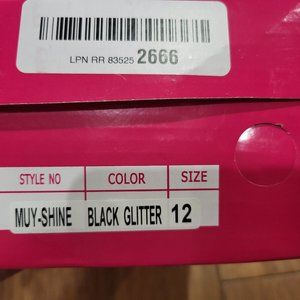 LPN RR 83525 2666
STYLE NO COLOR SIZE
MUY-SHINE BLACK GLITTER 12